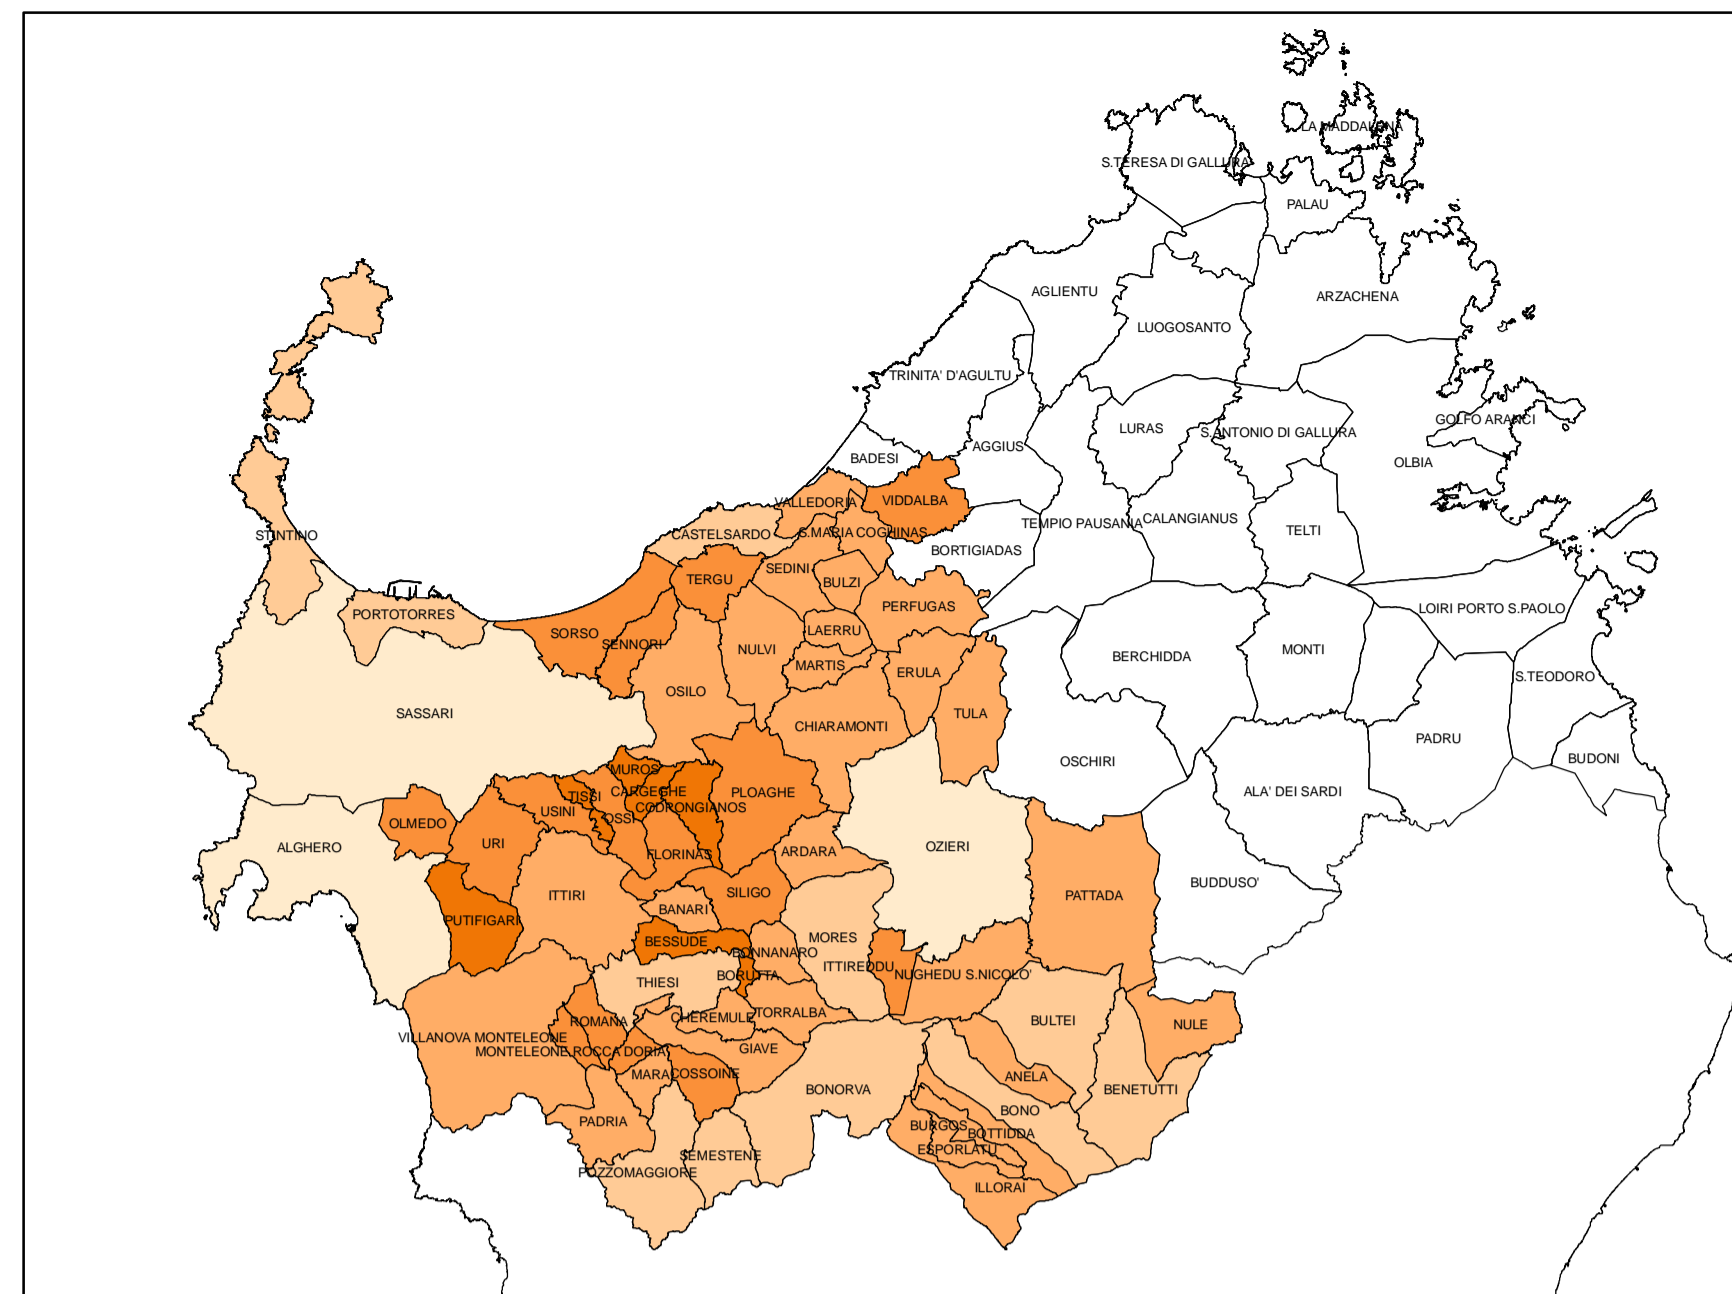 LA MADDALENA
S.TERESA DI GALLURA
PALAU
AGLIENTU
ARZACHENA
LUOGOSANTO
TRINITA' D'AGULTU
GOLFO ARANCI
LURAS
S.ANTONIO DI GALLURA
AGGIUS
BADESI
OLBIA
VALLEDORIA
VIDDALBA
TEMPIO PAUSANIA
CALANGIANUS
TELTI
STINTINO
CASTELSARDO
S.MARIA COGHINAS
BORTIGIADAS
SEDINI
TERGU
BULZI
PERFUGAS
LOIRI PORTO S.PAOLO
PORTOTORRES
SORSO
LAERRU
SENNORI
NULVI
MONTI
BERCHIDDA
MARTIS
ERULA
S.TEODORO
OSILO
SASSARI
TULA
CHIARAMONTI
PADRU
BUDONI
OSCHIRI
MUROS
CARGEGHE
PLOAGHE
ALA' DEI SARDI
TISSI
CODRONGIANOS
USINI
OSSI
OLMEDO
URI
ALGHERO
FLORINAS
ARDARA
OZIERI
BUDDUSO'
SILIGO
ITTIRI
PATTADA
BANARI
PUTIFIGARI
MORES
BESSUDE
BONNANARO
ITTIREDDU
NUGHEDU S.NICOLO'
BORUTTA
THIESI
TORRALBA
CHEREMULE
ROMANA
BULTEI
NULE
VILLANOVA MONTELEONE
GIAVE
MONTELEONE ROCCA DORIA
MARA
COSSOINE
ANELA
BONORVA
BENETUTTI
BONO
PADRIA
BURGOS
BOTTIDDA
ESPORLATU
SEMESTENE
POZZOMAGGIORE
ILLORAI